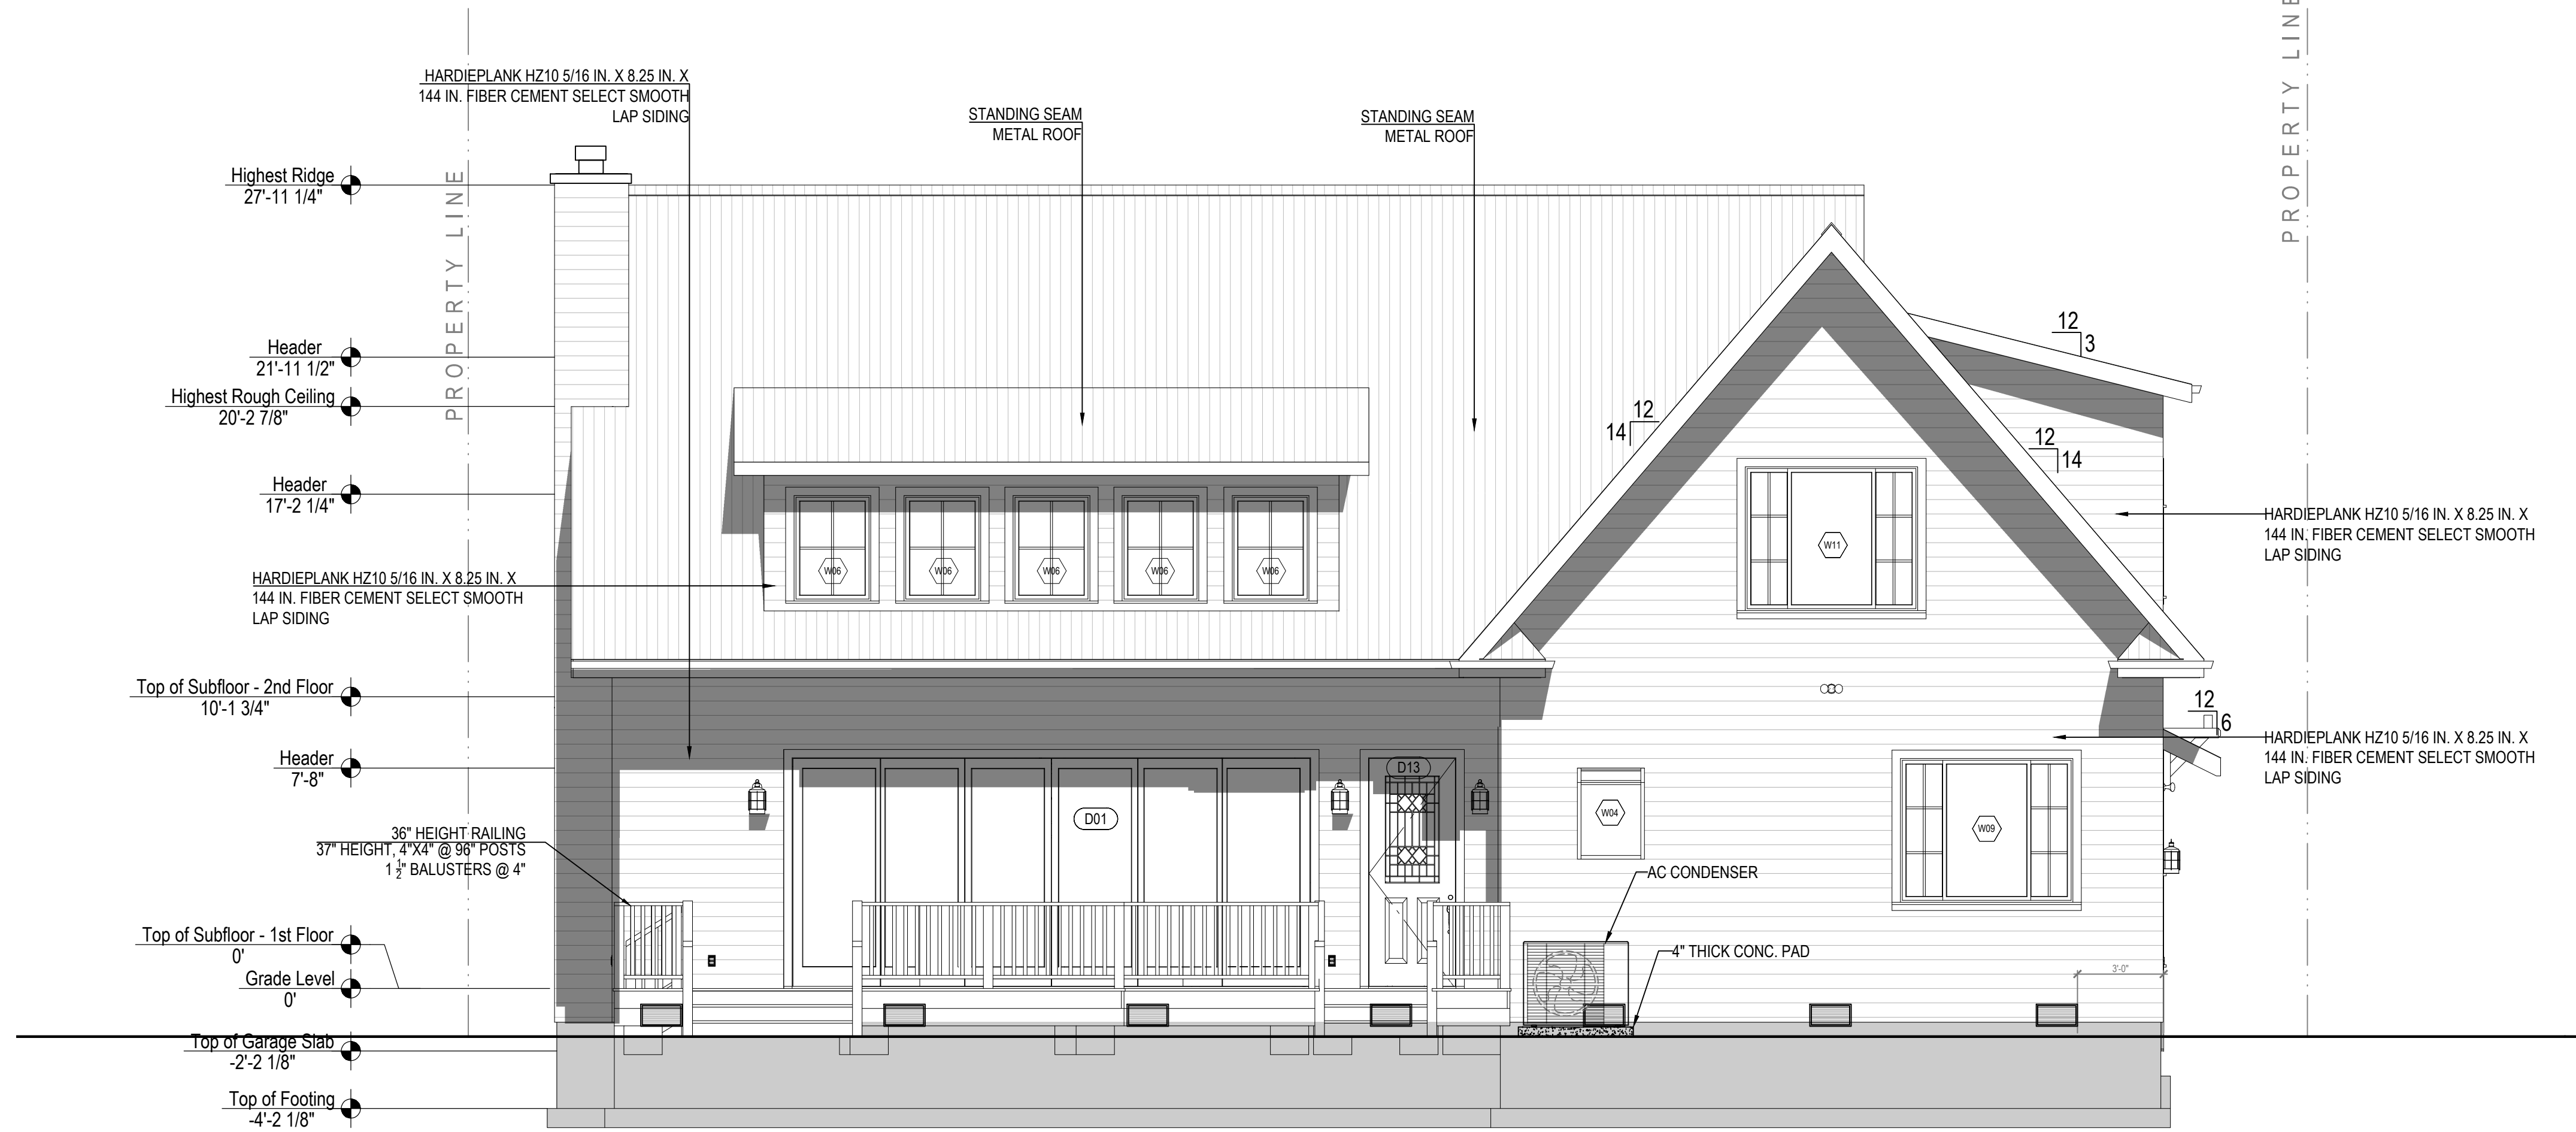 PROPERTY LINE
PROPERTY LINE
HARDIEPLANK HZ10 5/16 IN. X 8.25 IN. X
144 IN. FIBER CEMENT SELECT SMOOTH
LAP SIDING
STANDING SEAM
METAL ROOF
STANDING SEAM
METAL ROOF
Highest Ridge
27'-11 1/4"
Header
21'-11 1/2"
Highest Rough Ceiling
20'-2 7/8"
Header
17'-2 1/4"
12
3
12
14
12
14
W06
W06
W06
W06
W06
W11
HARDIEPLANK HZ10 5/16 IN. X 8.25 IN. X
144 IN. FIBER CEMENT SELECT SMOOTH
LAP SIDING
HARDIEPLANK HZ10 5/16 IN. X 8.25 IN. X
144 IN. FIBER CEMENT SELECT SMOOTH
LAP SIDING
Top of Subfloor - 2nd Floor
10'-1 3/4"
12
6
Header
7'-8"
HARDIEPLANK HZ10 5/16 IN. X 8.25 IN. X
144 IN. FIBER CEMENT SELECT SMOOTH
LAP SIDING
D13
D01
W04
W09
36" HEIGHT RAILING
37" HEIGHT, 4"X4" @ 96" POSTS
1 1/2" BALUSTERS @ 4"
AC CONDENSER
4" THICK CONC. PAD
3'-0"
Top of Subfloor - 1st Floor
0'
Grade Level
0'
Top of Garage Slab
-2'-2 1/8"
Top of Footing
-4'-2 1/8"